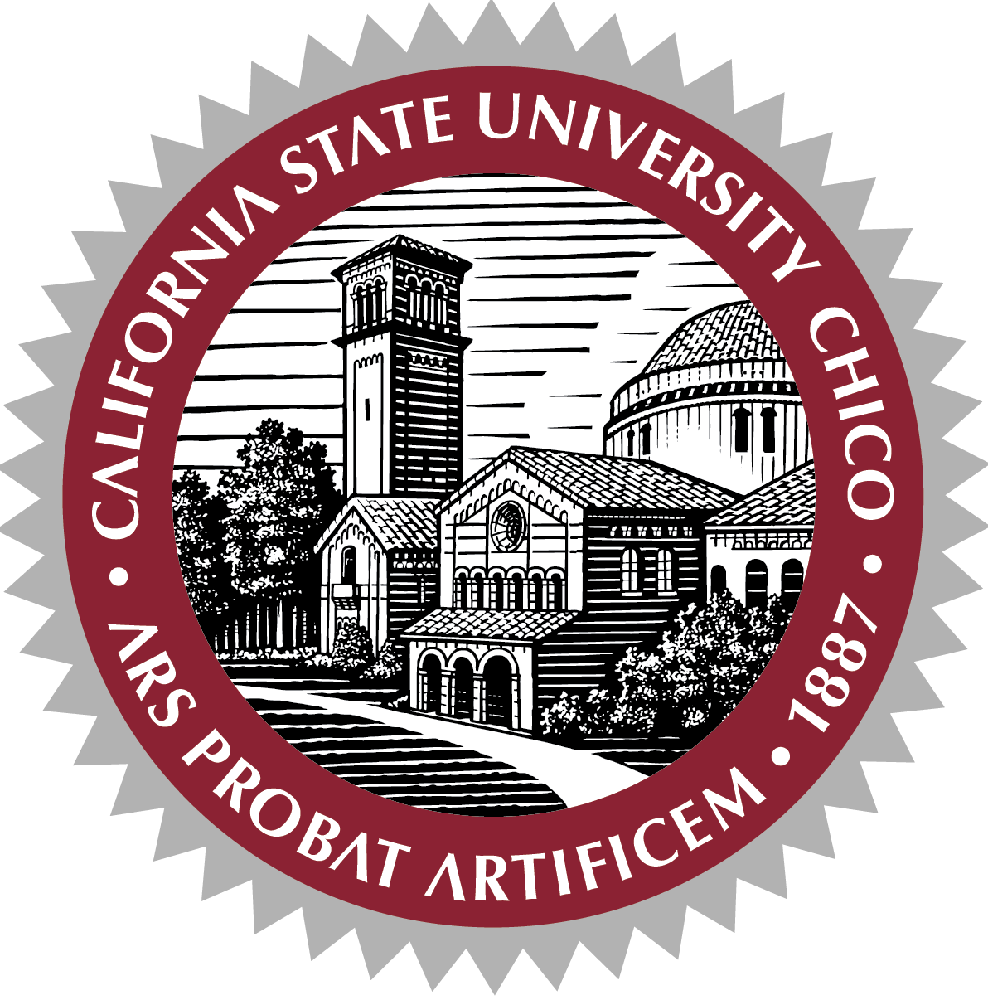 CALIFORNIA STATE UNIVERSITY CHICO
ARS PROBAT ARTIFICEM • 1887